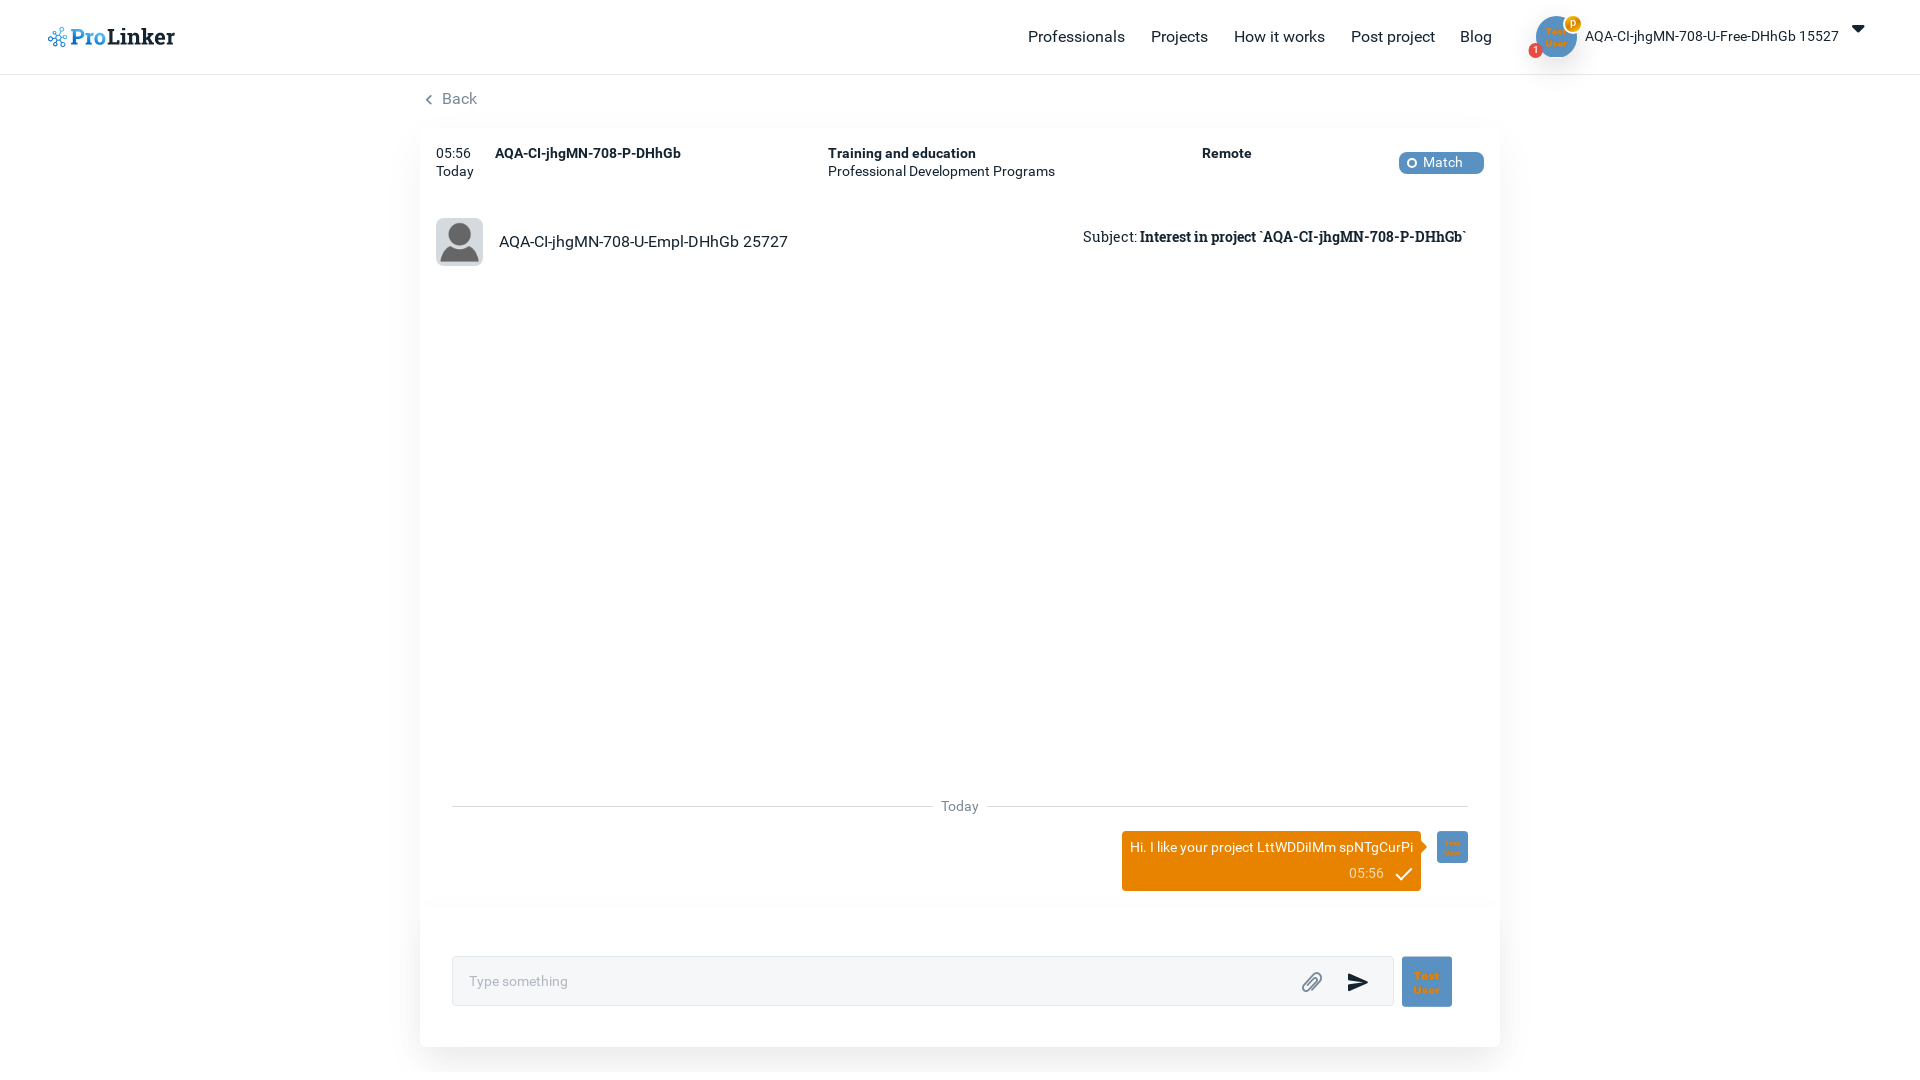 ProLinker
Professionals
Projects
How it works
Post project
Blog
Test
User
p
1
AQA-CI-jhgMN-708-U-Free-DHhGb 15527
Back
05:56
Today
AQA-CI-jhgMN-708-P-DHhGb
Training and education
Professional Development Programs
Remote
Match
AQA-CI-jhgMN-708-U-Empl-DHhGb 25727
Subject: Interest in project `AQA-CI-jhgMN-708-P-DHhGb`
Today
Hi. I like your project LttWDDiIMm spNTgCurPi
05:56
Test
User
Type something
Test
User